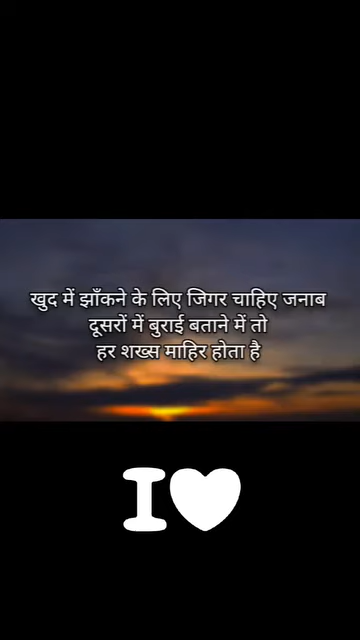 खुद में झाँकने के लिए जिगर चाहिए जनाब
दूसरों में बुराई बताने में तो
हर शख्स माहिर होता है
I